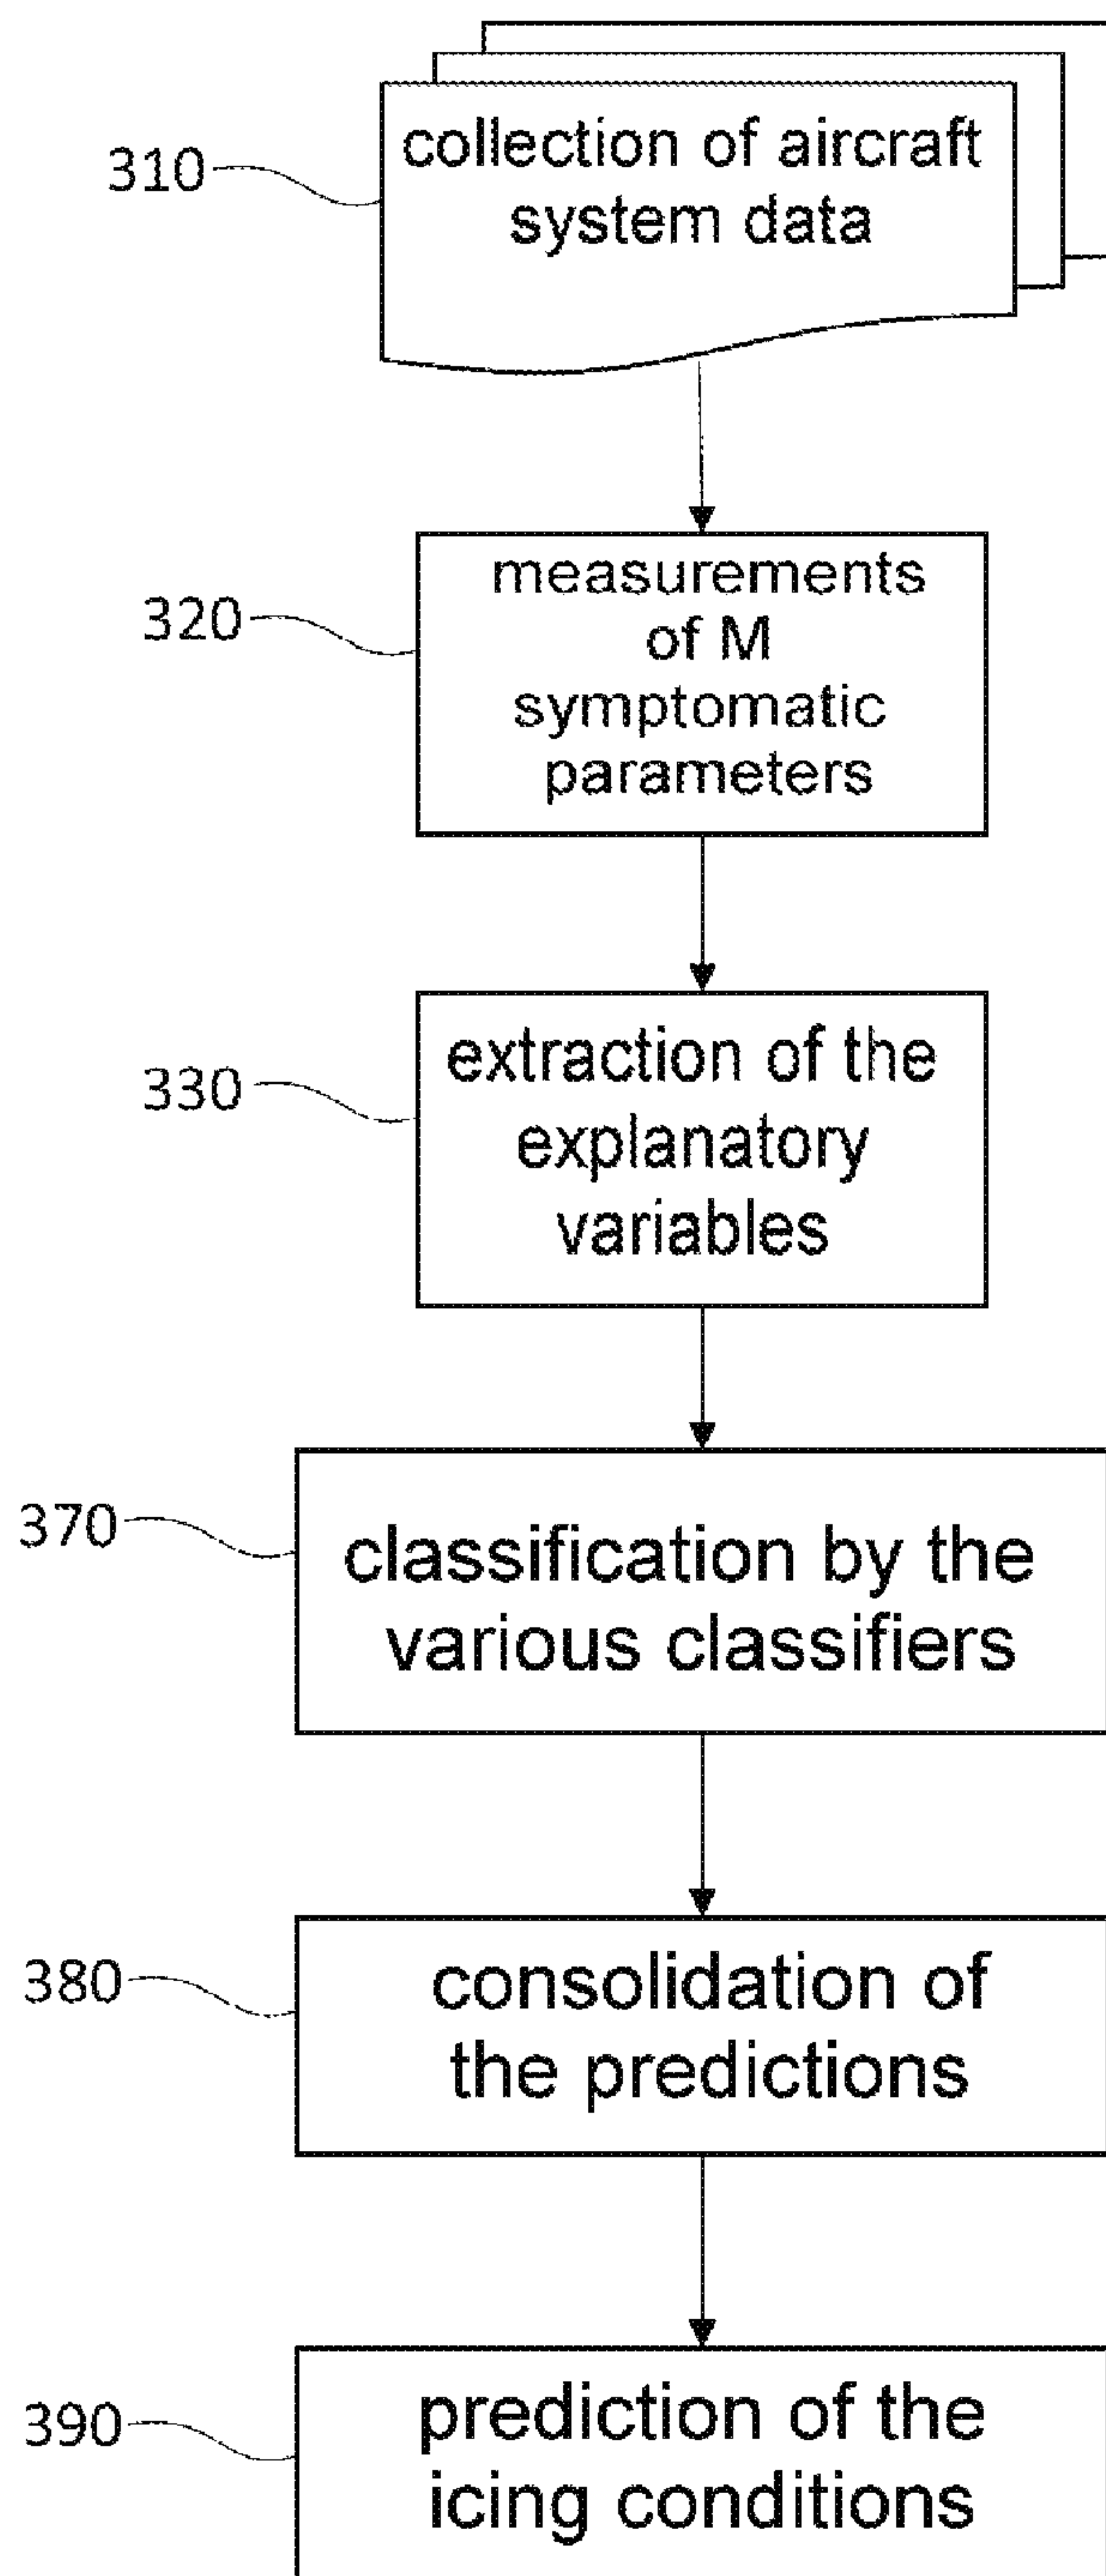 310
collection of aircraft
system data
320
measurements
of M
symptomatic
parameters
330
extraction of the
explanatory
variables
370
classification by the
various classifiers
380
consolidation of
the predictions
390
prediction of the
icing conditions